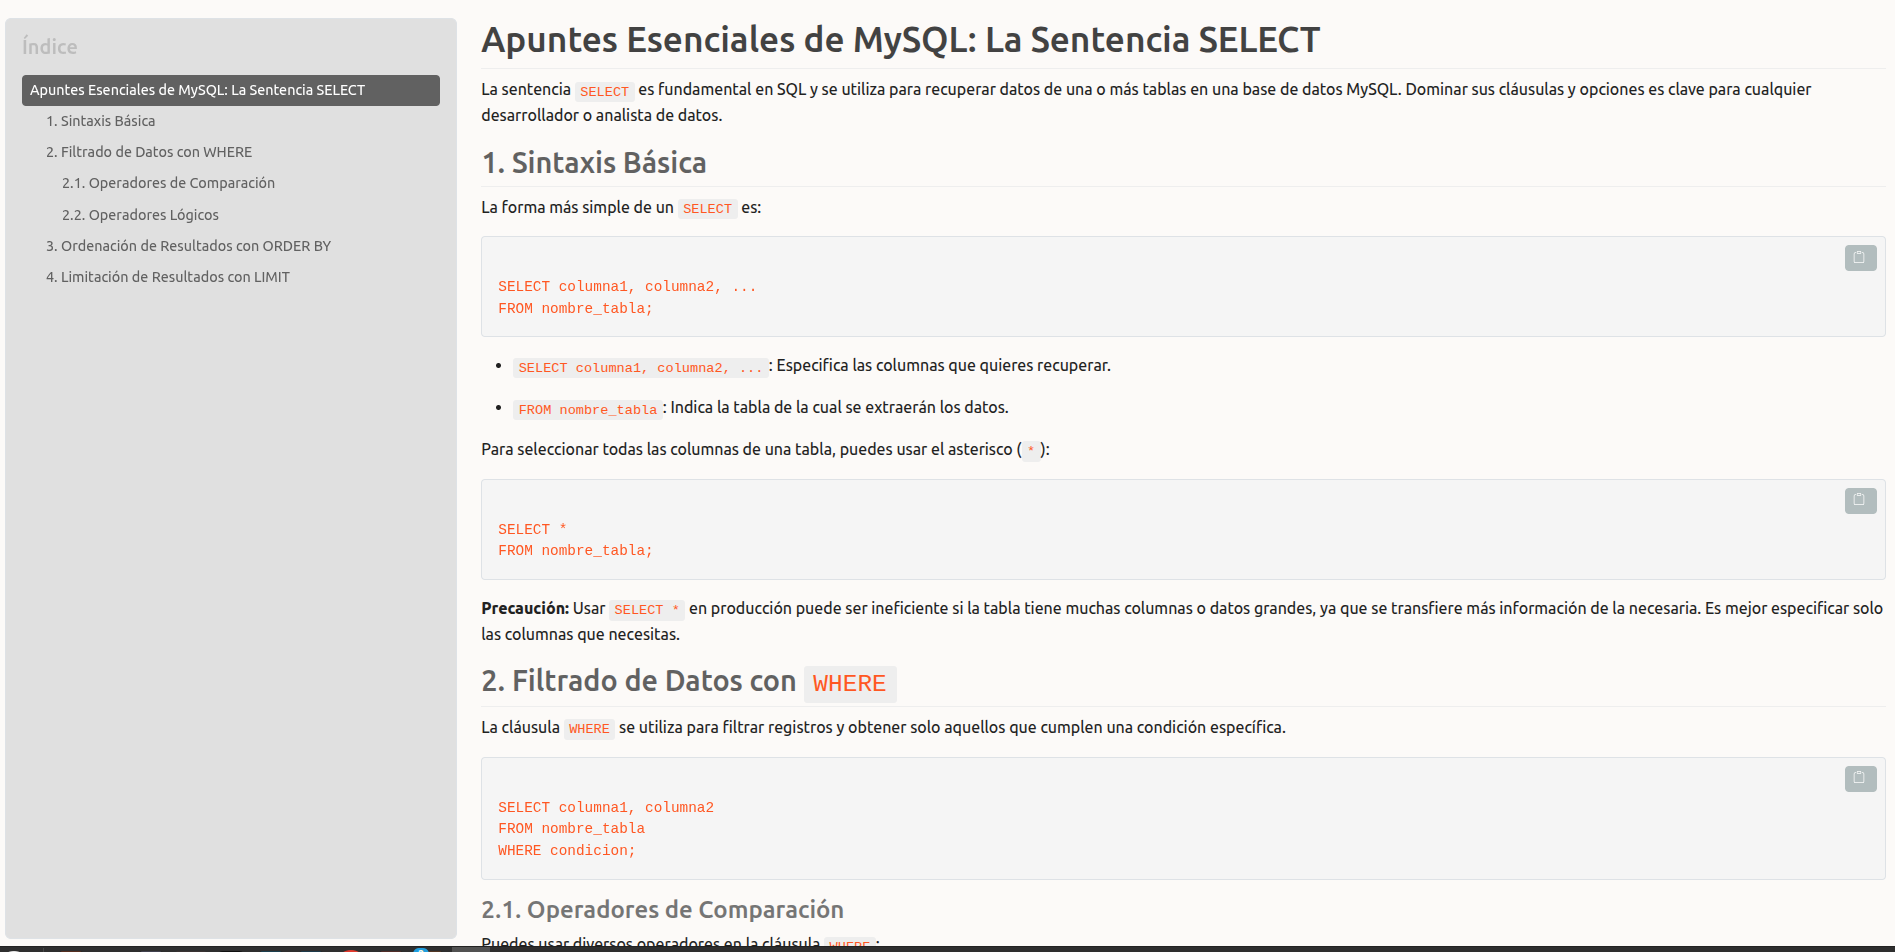 Índice
Apuntes Esenciales de MySQL: La Sentencia SELECT
1. Sintaxis Básica
2. Filtrado de Datos con WHERE
2.1. Operadores de Comparación
2.2. Operadores Lógicos
3. Ordenación de Resultados con ORDER BY
4. Limitación de Resultados con LIMIT
Apuntes Esenciales de MySQL: La Sentencia SELECT
La sentencia SELECT es fundamental en SQL y se utiliza para recuperar datos de una o más tablas en una base de datos MySQL. Dominar sus cláusulas y opciones es clave para cualquier
desarrollador o analista de datos.
1. Sintaxis Básica
La forma más simple de un SELECT es:
SELECT columna1, columna2, ...
FROM nombre_tabla;
• SELECT columna1, columna2, ... : Especifica las columnas que quieres recuperar.
• FROM nombre_tabla : Indica la tabla de la cual se extraerán los datos.
Para seleccionar todas las columnas de una tabla, puedes usar el asterisco ( * ):
SELECT *
FROM nombre_tabla;
Precaución: Usar SELECT * en producción puede ser ineficiente si la tabla tiene muchas columnas o datos grandes, ya que se transfiere más información de la necesaria. Es mejor especificar solo
las columnas que necesitas.
2. Filtrado de Datos con WHERE
La cláusula WHERE se utiliza para filtrar registros y obtener solo aquellos que cumplen una condición específica.
SELECT columna1, columna2
FROM nombre_tabla
WHERE condicion;
2.1. Operadores de Comparación
Puedes usar diversos operadores en la cláusula WHERE :